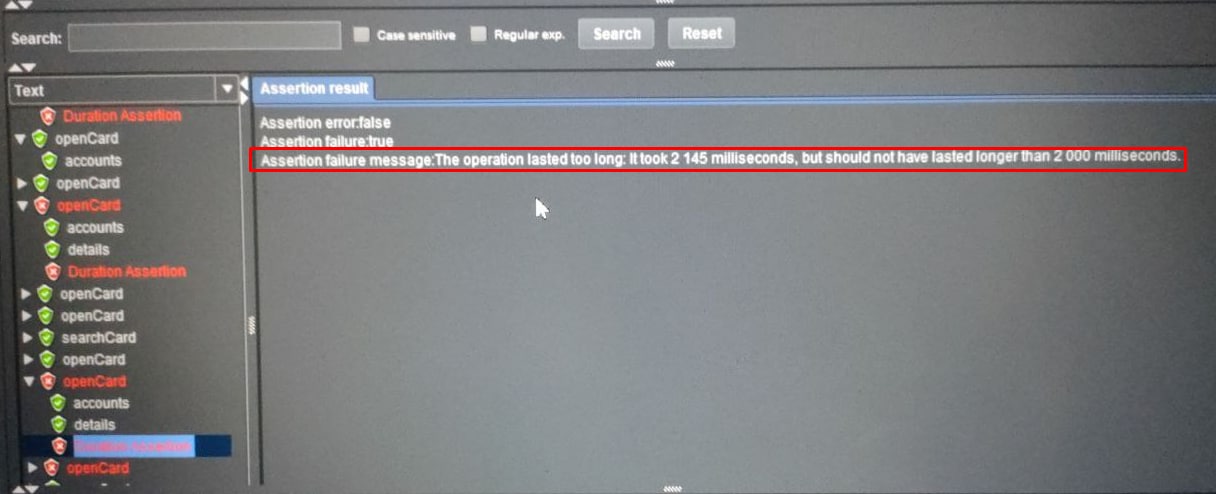 Search:
Case sensitive
Regular exp.
Search
Reset
Text
Duration Assertion
openCard
accounts
openCard
openCard
accounts
details
Duration Assertion
openCard
openCard
searchCard
openCard
openCard
accounts
details
Duration Assertion
openCard
Assertion result
Assertion error:false
Assertion failure:true
Assertion failure message:The operation lasted too long: It took 2 145 milliseconds, but should not have lasted longer than 2 000 milliseconds.